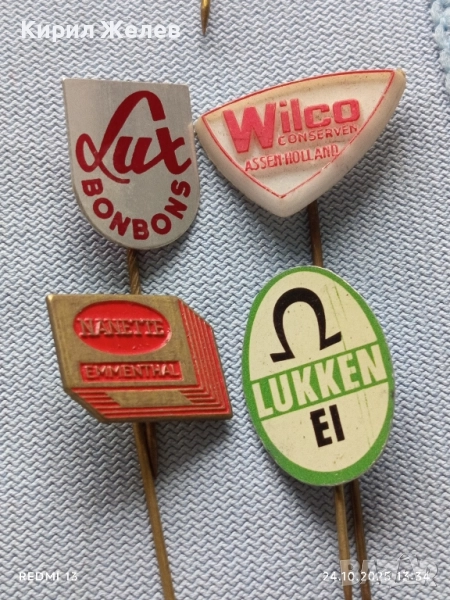 Кирил Желев
Lux
BONBONS
Wilco
CONSERVEN
ASSEN-HOLLAND
NANETTE
EMMENTHAL
Ω
LUKKEN
EI
REDMI 13
24.10.2025 13:34